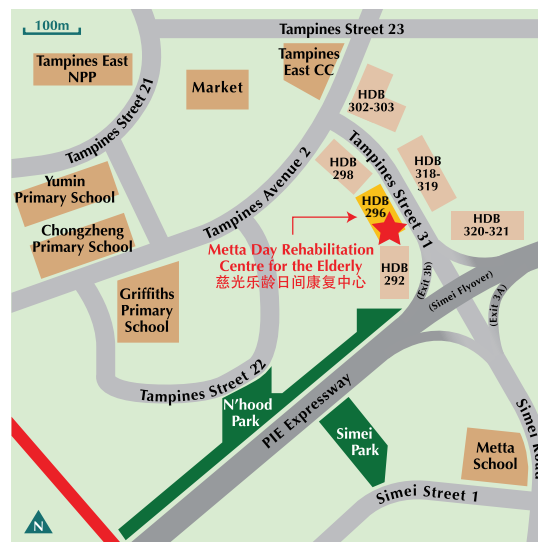 100m
Tampines Street 23
Tampines
East CC
Tampines East
NPP
Market
Tampines Street 21
HDB
302-303
HDB
298
HDB
318-
319
Tampines Street 31
Tampines Avenue 2
Yumin
Primary School
HDB
296
Chongzheng
Primary School
HDB
320-321
Metta Day Rehabilitation
Centre for the Elderly
慈光乐龄日间康复中心
HDB
292
(Exit 3b)
(Simei Flyover)
(Exit 3A)
Griffiths
Primary
School
Tampines Street 22
N'hood
Park
PIE Expressway
Simei
Park
Simei Road
Metta
School
Simei Street 1
N